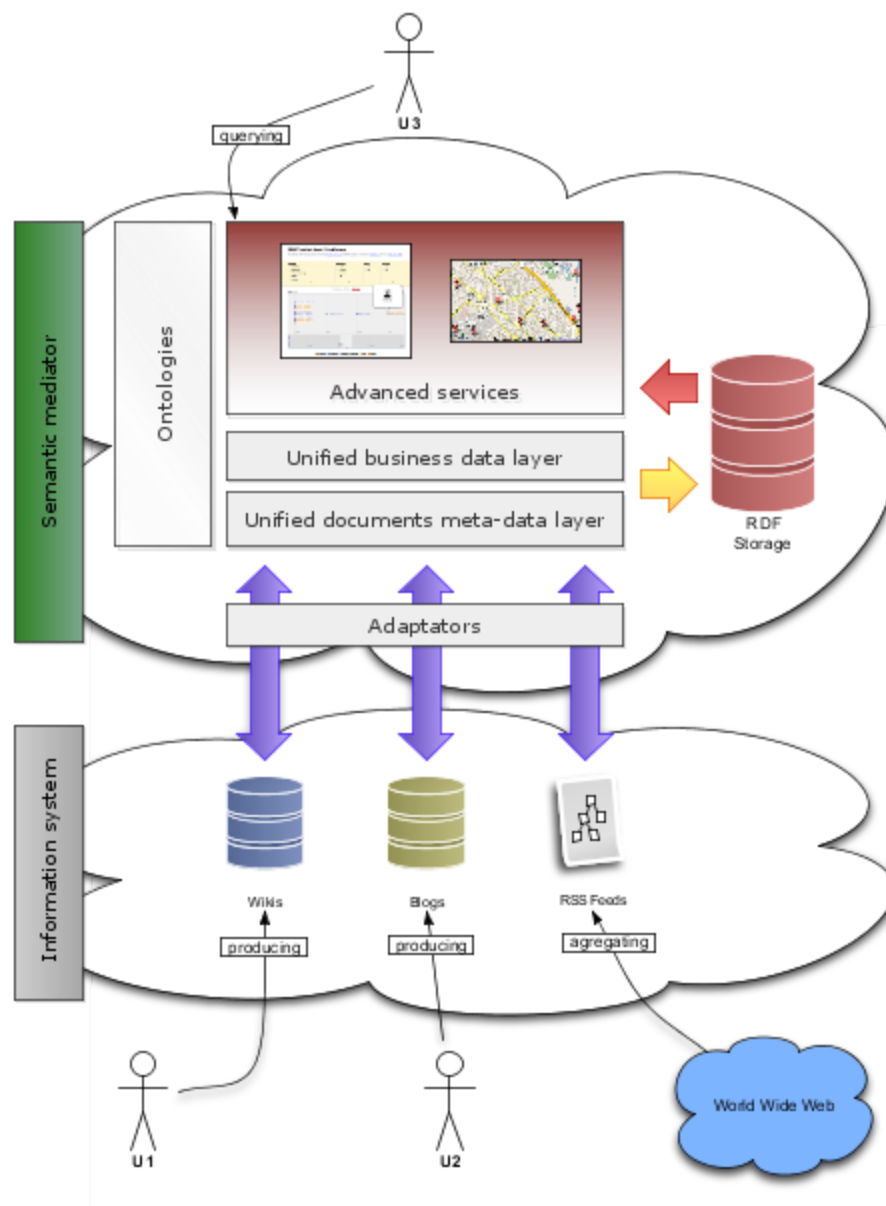 U3
querying
Semantic mediator
Ontologies
Advanced services
Unified business data layer
Unified documents meta-data layer
RDF
Storage
Adaptators
Information system
Wikis
Blogs
RSS Feeds
producing
producing
agregating
World Wide Web
U1
U2